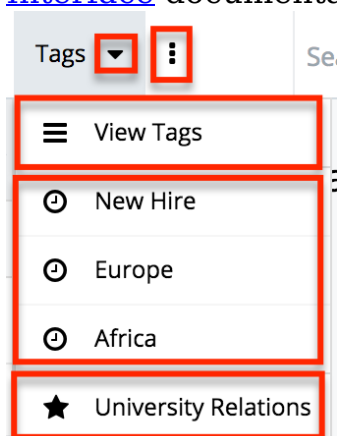 Tags
Sea
View Tags
New Hire
Europe
Africa
University Relations